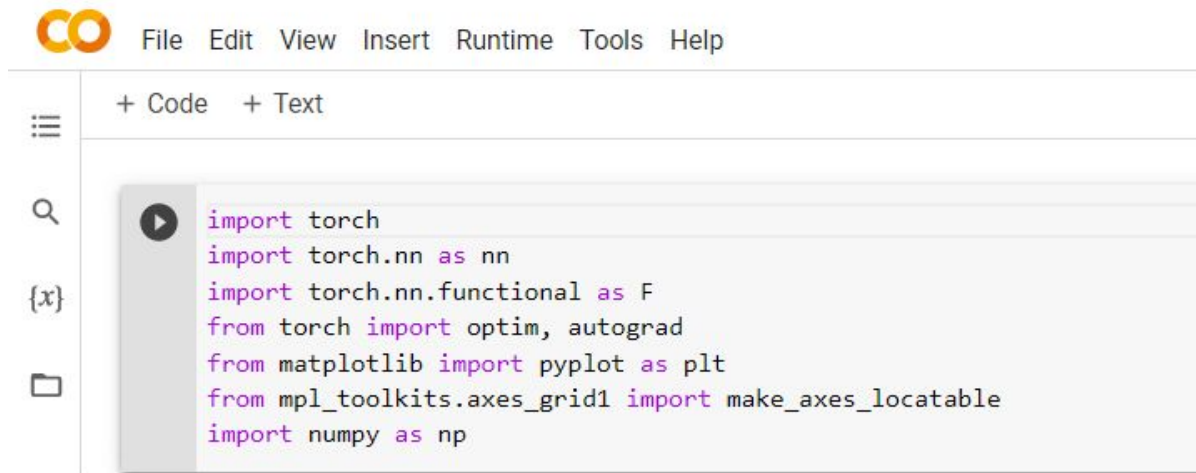 CO File Edit View Insert Runtime Tools Help
+ Code + Text
import torch
import torch.nn as nn
import torch.nn.functional as F
{x}
from torch import optim, autograd
from matplotlib import pyplot as plt
from mpl_toolkits.axes_grid1 import make_axes_locatable
import numpy as np